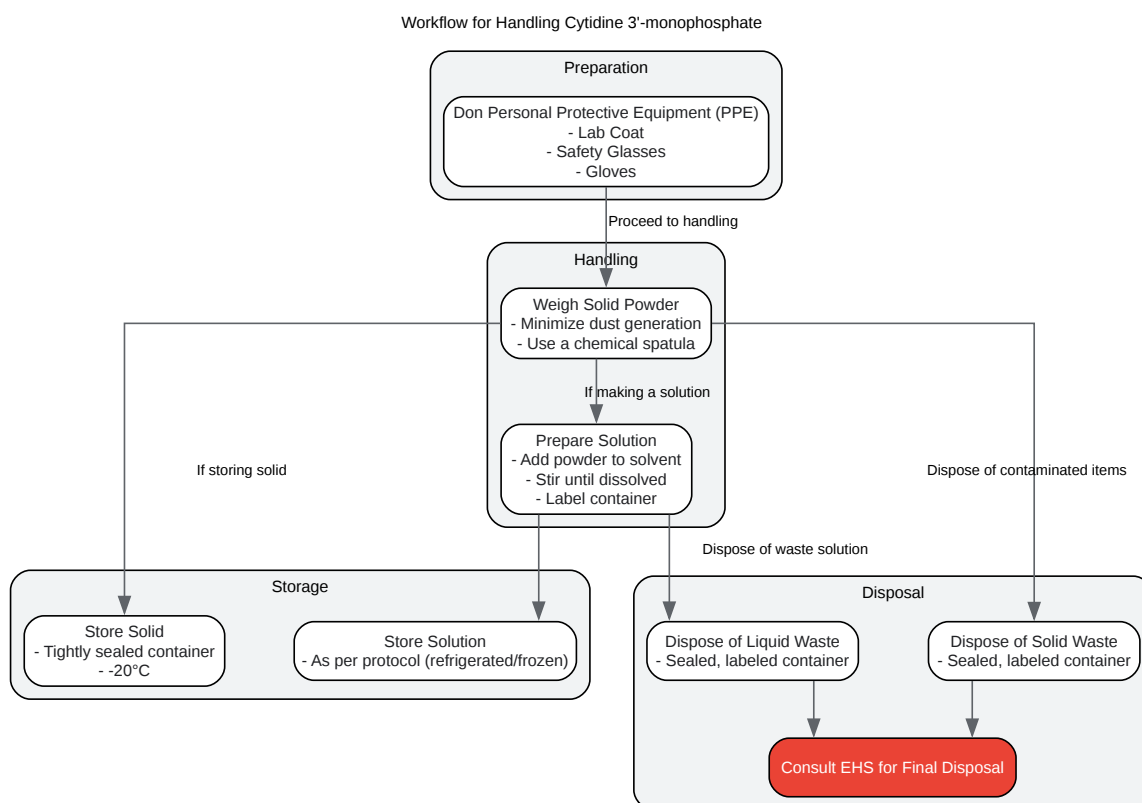 Workflow for Handling Cytidine 3'-monophosphate
Preparation
Don Personal Protective Equipment (PPE)
- Lab Coat
- Safety Glasses
- Gloves
Proceed to handling
Handling
Weigh Solid Powder
- Minimize dust generation
- Use a chemical spatula
If making a solution
Prepare Solution
- Add powder to solvent
- Stir until dissolved
- Label container
If storing solid
Dispose of contaminated items
Dispose of waste solution
Storage
Store Solid
- Tightly sealed container
- -20°C
Store Solution
- As per protocol (refrigerated/frozen)
Disposal
Dispose of Liquid Waste
- Sealed, labeled container
Dispose of Solid Waste
- Sealed, labeled container
Consult EHS for Final Disposal